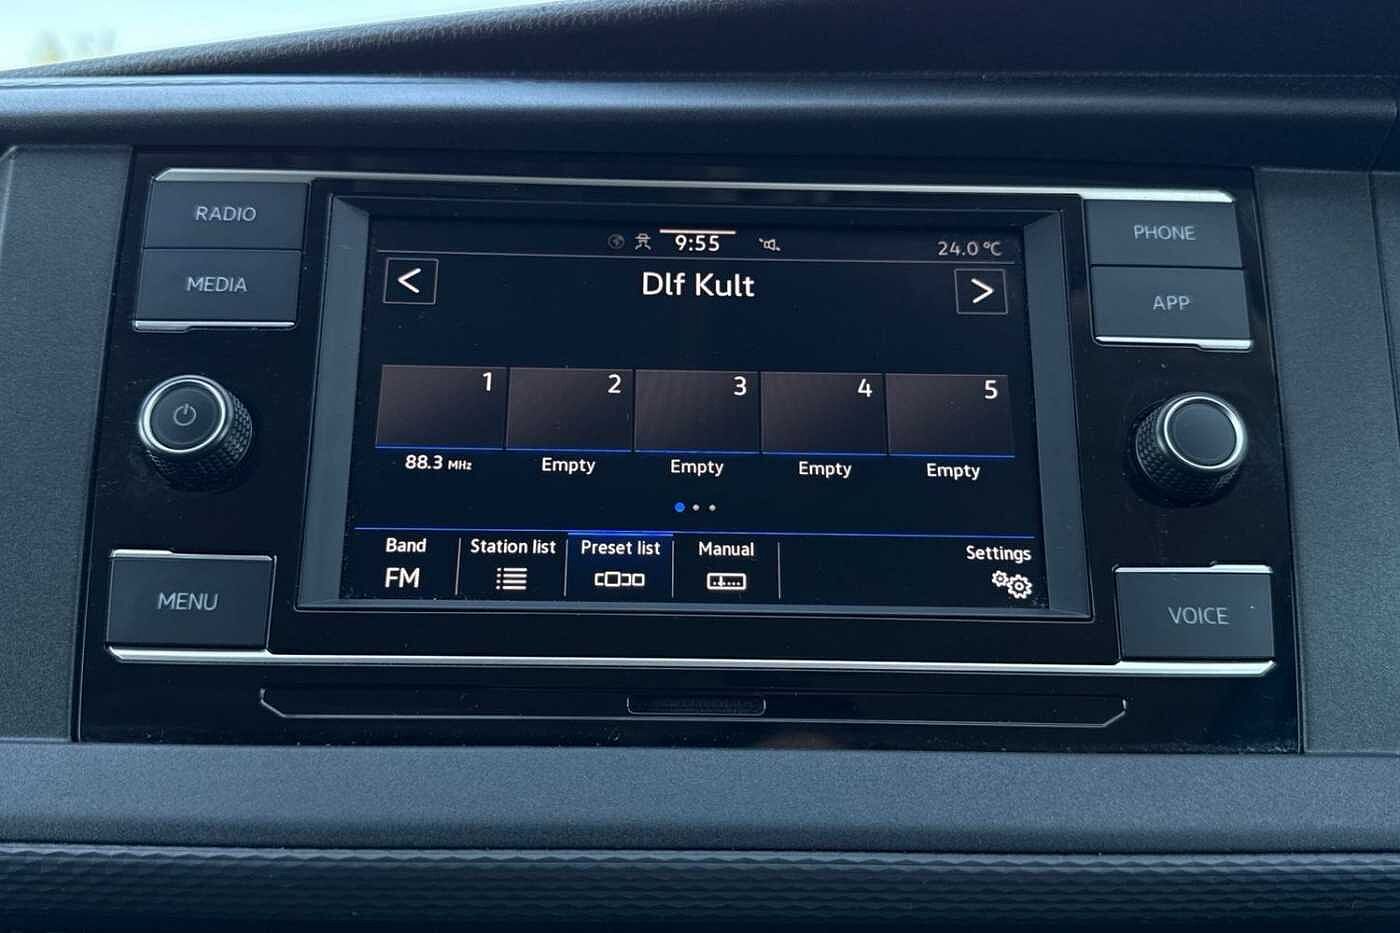 RADIO
MEDIA
MENU
9:55
24.0 °C
<
Dlf Kult
>
1
2
3
4
5
88.3 MHz
Empty
Empty
Empty
Empty
Band
FM
Station list
Preset list
Manual
Settings
PHONE
APP
VOICE